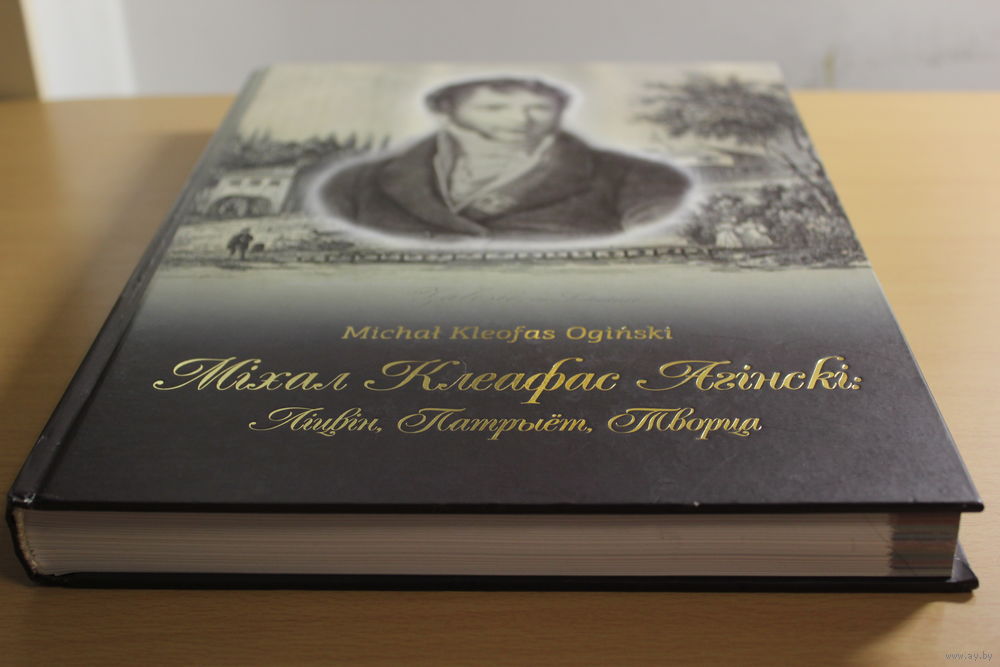 Michał Kleofas Ogiński
Міхал Клеафас Агінскі:
Ліцвін, Патрыёт, Творца
www.ay.by